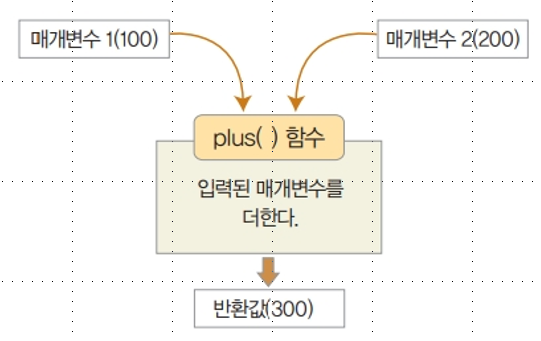 매개변수 1(100)
매개변수 2(200)
plus( ) 함수
입력된 매개변수를
더한다.
반환값(300)